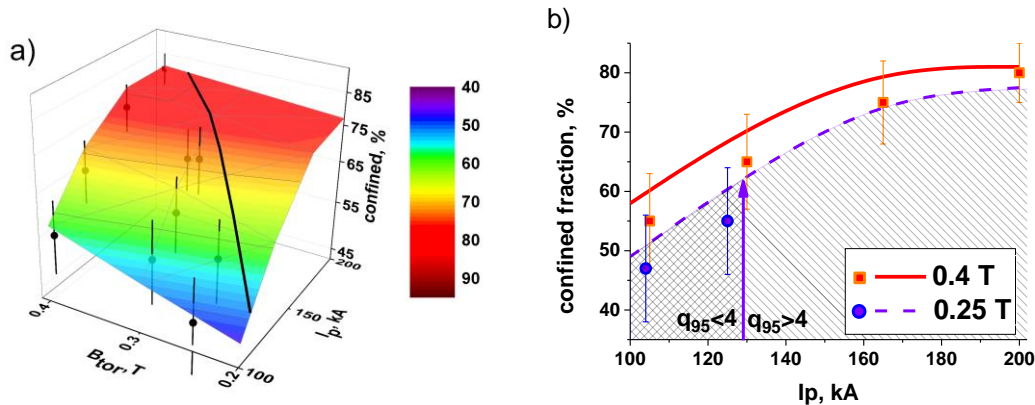 a)
85
75
65
55
45
confined, %
200
150
100
Ip, kA
0.4
0.3
0.2
Btor, T
40
50
60
70
80
90
b)
80
70
60
50
40
confined fraction, %
q95<4
q95>4
0.4 T
0.25 T
100
120
140
160
180
200
Ip, kA